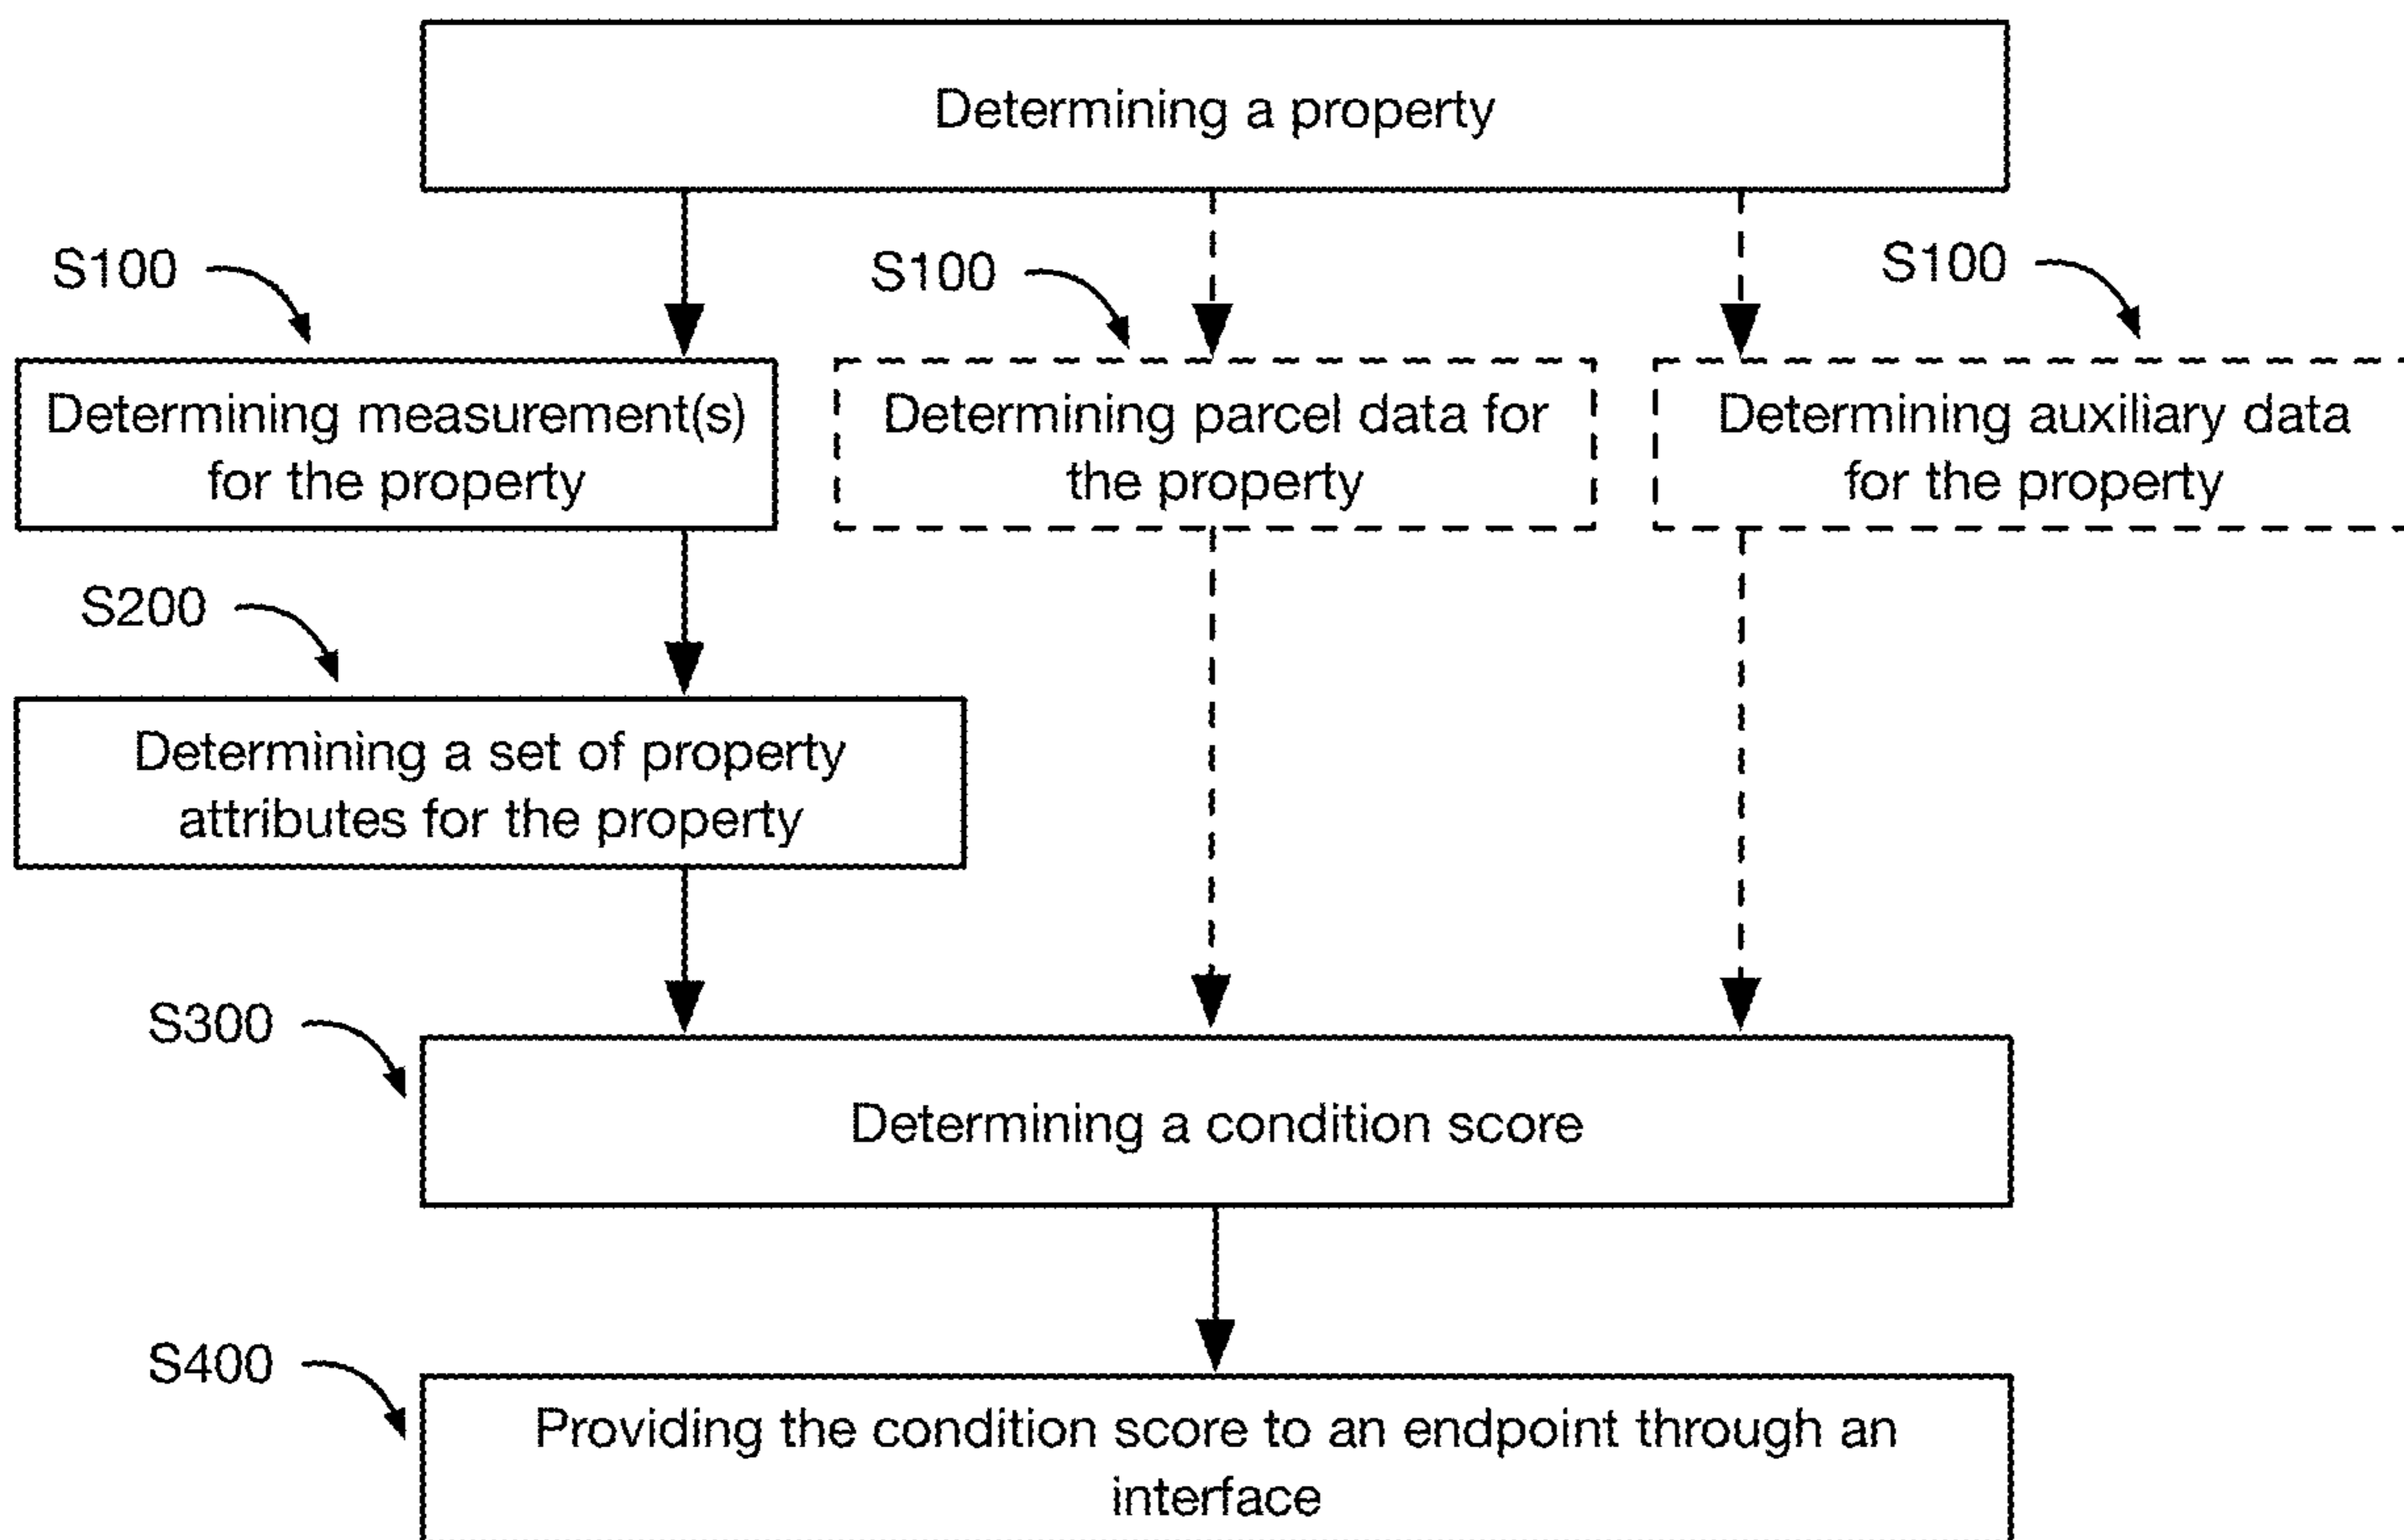 Determining a property
S100
S100
S100
Determining measurement(s)
for the property
Determining parcel data for
the property
Determining auxiliary data
for the property
S200
Determining a set of property
attributes for the property
S300
Determining a condition score
S400
Providing the condition score to an endpoint through an
interface